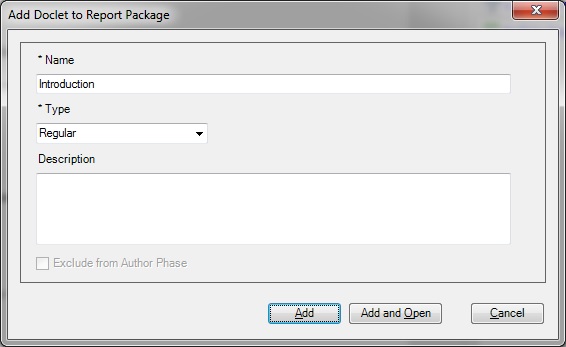 Add Doclet to Report Package
* Name
Introduction
* Type
Regular
Description
Exclude from Author Phase
Add Add and Open Cancel